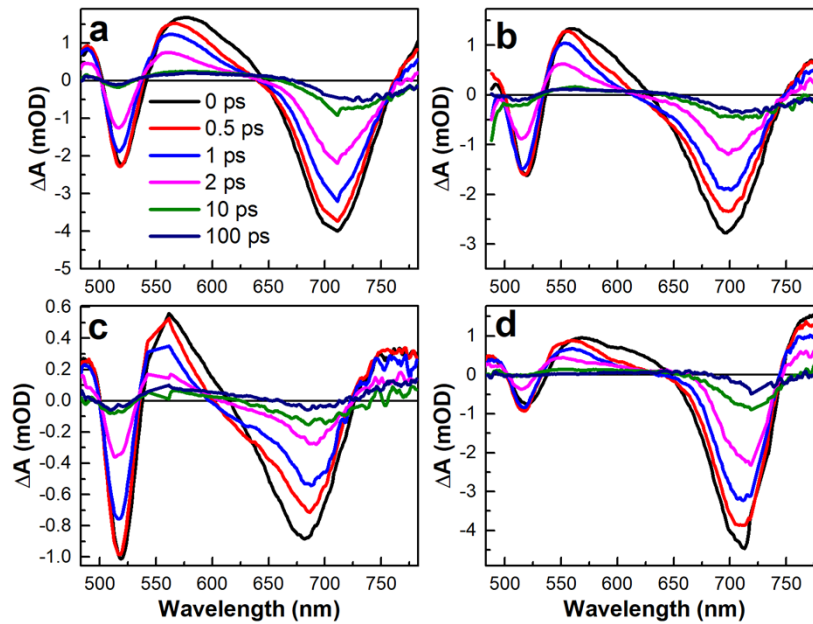 a
1
0
-1
-2
-3
-4
-5
ΔA (mOD)
0 ps
0.5 ps
1 ps
2 ps
10 ps
100 ps
500 550 600 650 700 750
b
1
0
-1
-2
-3
ΔA (mOD)
500 550 600 650 700 750
c
0.6
0.4
0.2
0.0
-0.2
-0.4
-0.6
-0.8
-1.0
ΔA (mOD)
500 550 600 650 700 750
Wavelength (nm)
d
1
0
-1
-2
-3
-4
ΔA (mOD)
500 550 600 650 700 750
Wavelength (nm)